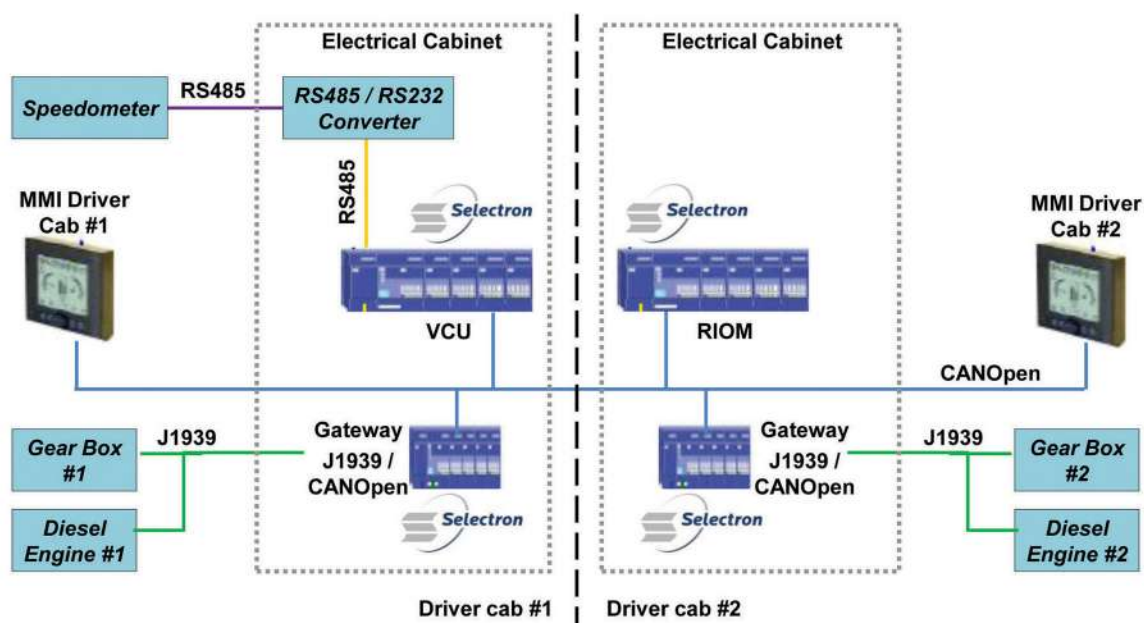 Electrical Cabinet
Electrical Cabinet
Speedometer
RS485
RS485 / RS232
Converter
RS485
MMI Driver
Cab #1
Selectron
Selectron
MMI Driver
Cab #2
VCU
RIOM
CANOpen
Gear Box
#1
J1939
Gateway
J1939 /
CANOpen
Gateway
J1939 /
CANOpen
J1939
Gear Box
#2
Diesel
Engine #1
Selectron
Selectron
Diesel
Engine #2
Driver cab #1
Driver cab #2